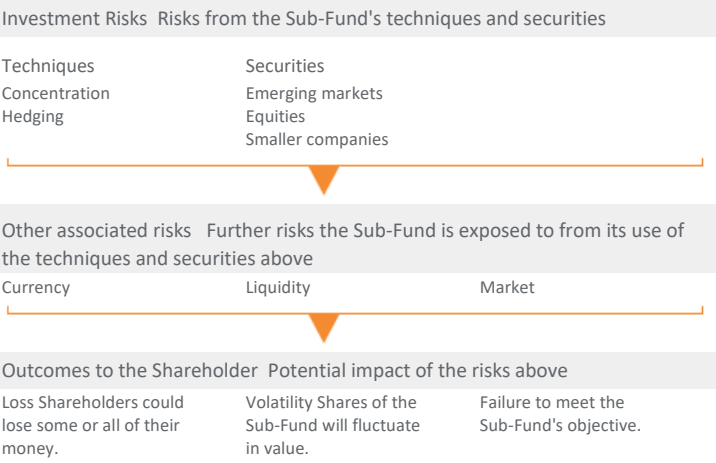 Investment Risks Risks from the Sub-Fund's techniques and securities
Techniques Securities
Concentration Emerging markets
Hedging Equities
Smaller companies
Other associated risks Further risks the Sub-Fund is exposed to from its use of
the techniques and securities above
Currency Liquidity Market
Outcomes to the Shareholder Potential impact of the risks above
Loss Shareholders could
lose some or all of their
money.
Volatility Shares of the
Sub-Fund will fluctuate
in value.
Failure to meet the
Sub-Fund's objective.